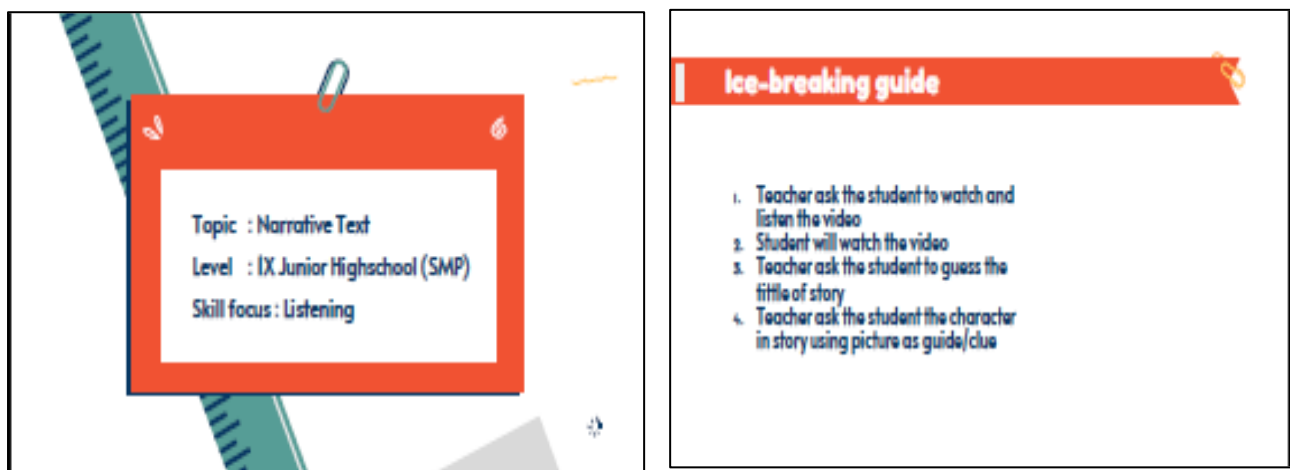 Topic : Narrative Text
Level : IX Junior Highschool (SMP)
Skill focus : Listening
Ice-breaking guide
1. Teacher ask the student to watch and
listen the video
2. Student will watch the video
3. Teacher ask the student to guess the
tittle of story
4. Teacher ask the student the character
in story using picture as guide/clue